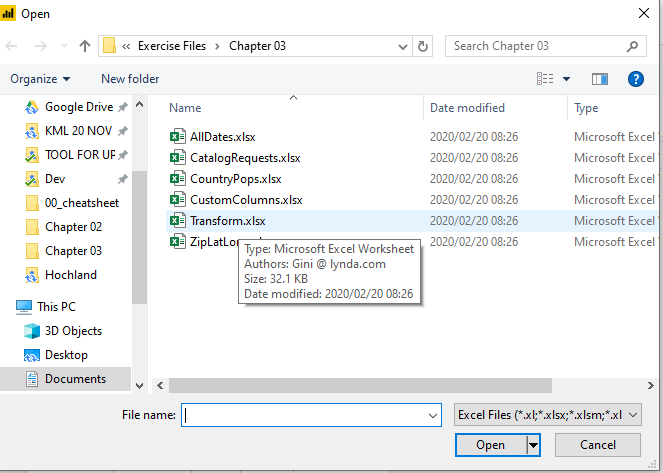 Open
« Exercise Files > Chapter 03
Search Chapter 03
Organize
New folder
?
Google Drive
KML 20 NOV
TOOL FOR UF
Dev
00_cheatsheet
Chapter 02
Chapter 03
Hochland
This PC
3D Objects
Desktop
Documents
Name Date modified Type
AllDates.xlsx 2020/02/20 08:26 Microsoft Excel
CatalogRequests.xlsx 2020/02/20 08:26 Microsoft Excel
CountryPops.xlsx 2020/02/20 08:26 Microsoft Excel
CustomColumns.xlsx 2020/02/20 08:26 Microsoft Excel
Transform.xlsx 2020/02/20 08:26 Microsoft Excel
2020/02/20 08:26 Microsoft Excel
Type: Microsoft Excel Worksheet
Authors: Gini @ lynda.com
Size: 32.1 KB
Date modified: 2020/02/20 08:26
File name:
Excel Files (*.xl;*.xlsx;*.xlsm;*.xl
Open
Cancel